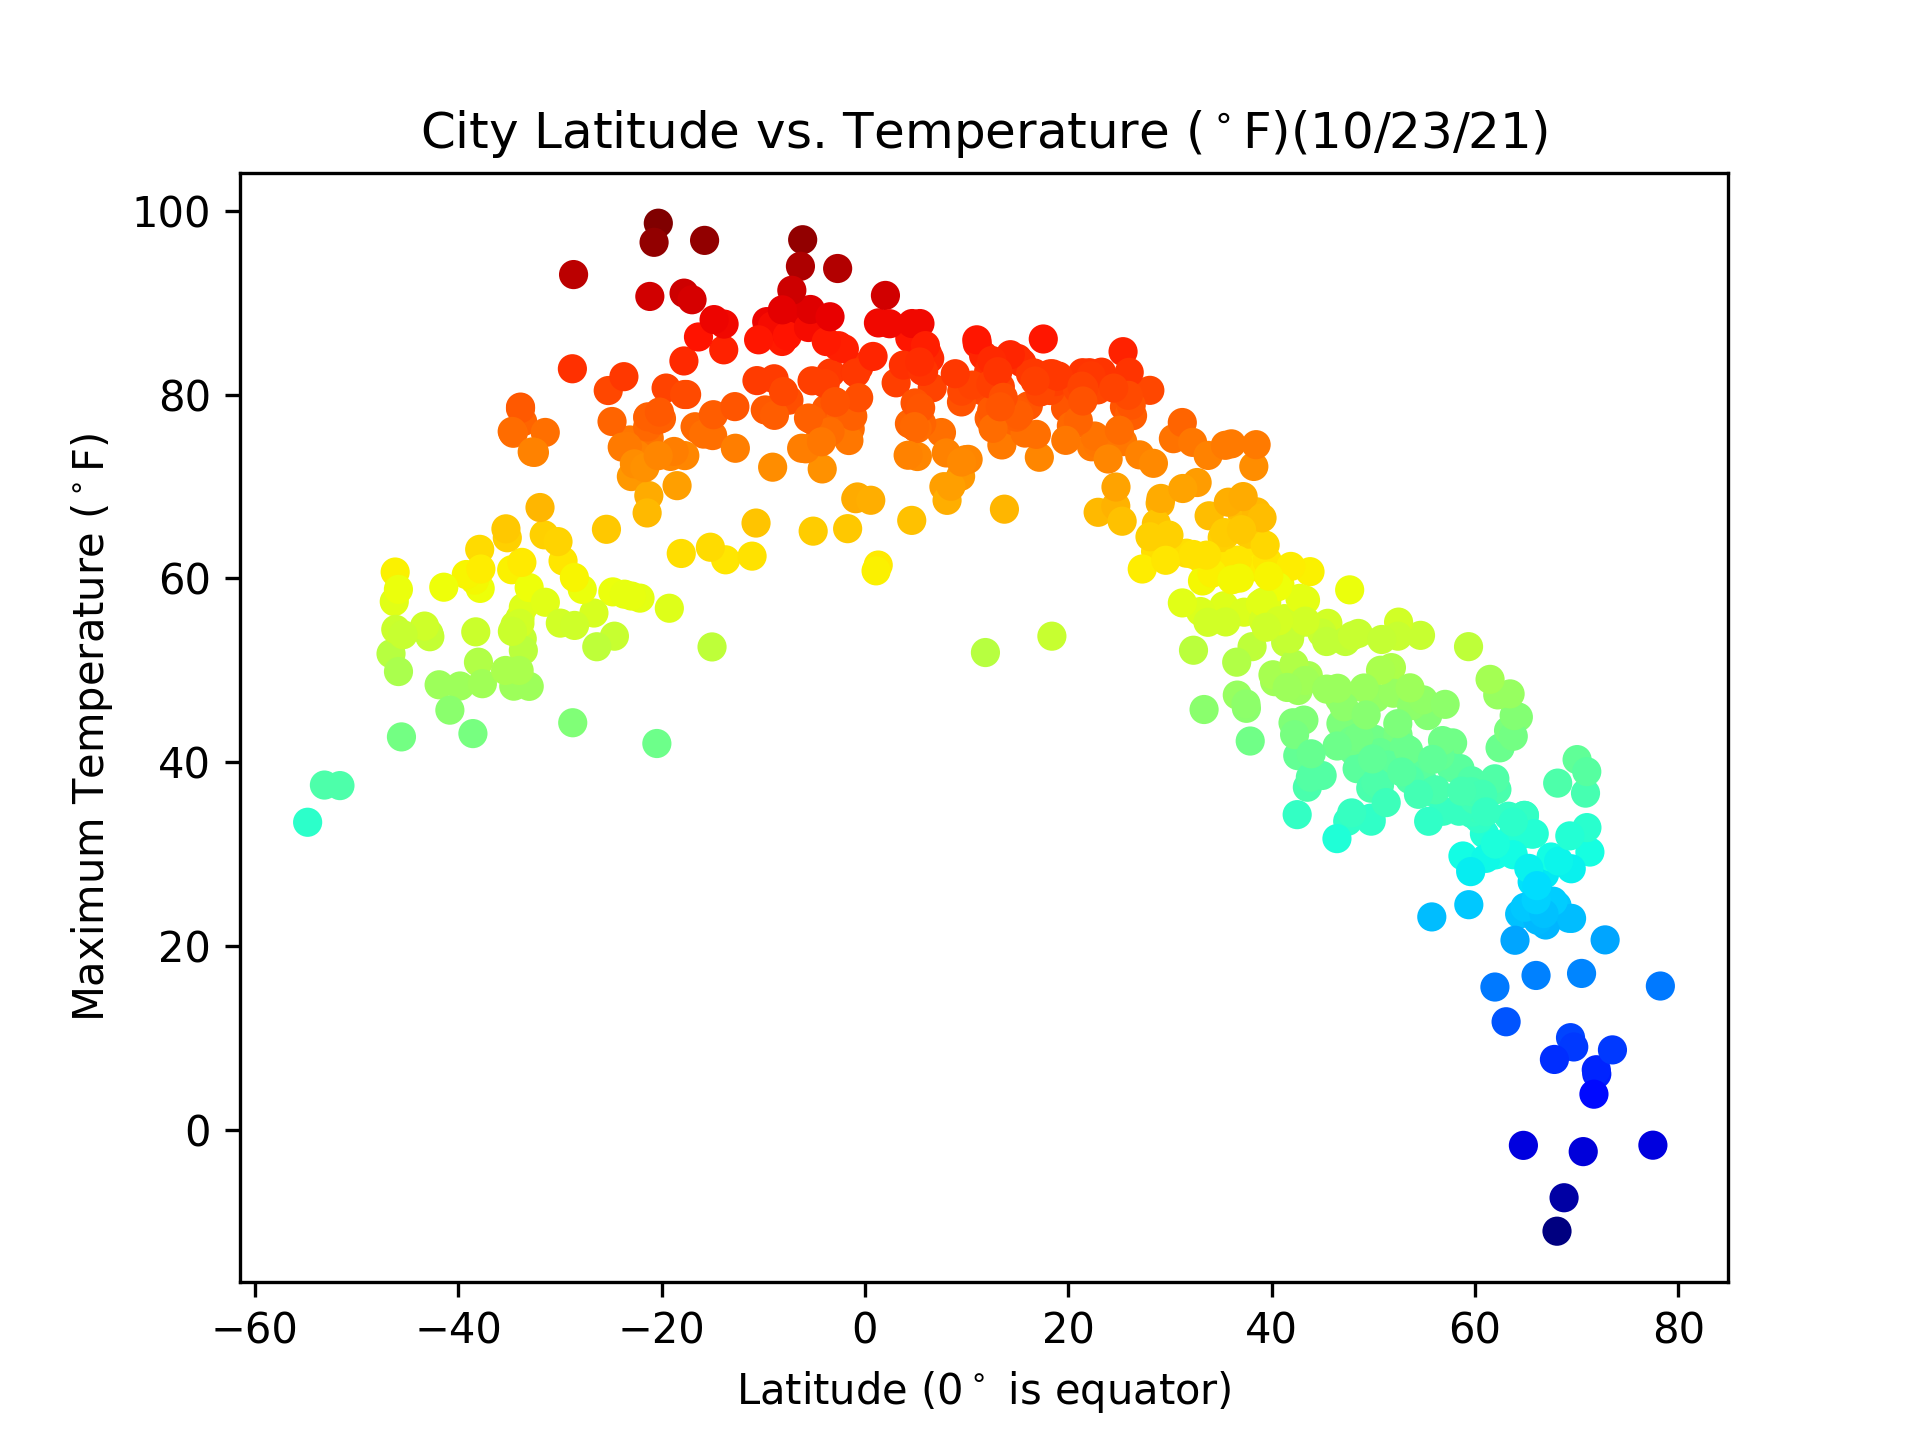 City Latitude vs. Temperature (°F)(10/23/21)
Maximum Temperature (°F)
100
80
60
40
20
0
−60 −40 −20 0 20 40 60 80
Latitude (0° is equator)